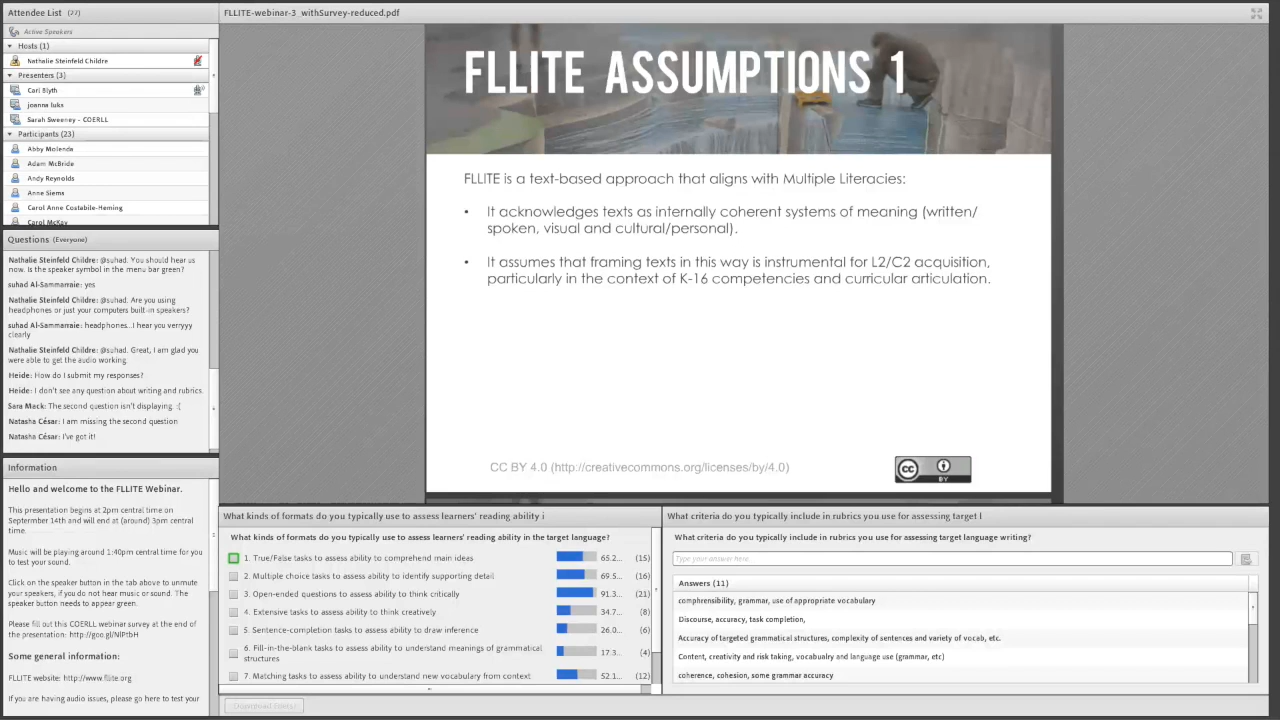 Attendee List (27)
Active Speakers
Hosts (1)
Nathalie Steinfeld Childre
Presenters (3)
Carl Blyth
joanna luks
Sarah Sweeney - COERLL
Participants (23)
Abby Molenda
Adam McBride
Andy Reynolds
Anne Siems
Carol Anne Costabile-Heming
Carol McKay
Questions (Everyone)
Nathalie Steinfeld Childre: @suhad. You should hear
us now. Is the speaker symbol in the menu bar green?
suhad Al-Sammarraie: yes
Nathalie Steinfeld Childre: @suhad. Are you using
headphones or just your computers built-in speakers?
suhad Al-Sammarraie: headphones...I hear you verryyy
clearly
Nathalie Steinfeld Childre: @suhad. Great, I am glad you
were able to get the audio working
Heide: How do I submit my responses?
Heide: I don't see any question about writing and rubrics.
Sara Mack: The second question isn't displaying. :(
Natasha César: I am missing the second question
Natasha César: I've got it!
Information
Hello and welcome to the FLLITE Webinar.
This presentation begins at 2pm central time on
Septermber 14th and will end at (around) 3pm central
time.
Music will be playing around 1:40pm central time for you
to test your sound.
Click on the speaker button in the tab above to unmute
your speakers, if you do not hear music or sound. The
speaker button needs to appear green.
Please fill out this COERLL webinar survey at the end of
the presentation: http://goo.gl/NlPtbH
Some general information:
FLLITE website: http://www.fllite.org
If you are having audio issues, please go here to test your
FLLITE-webinar-3_withSurvey-reduced.pdf
FLLITE ASSUMPTIONS 1
FLLITE is a text-based approach that aligns with Multiple Literacies:
• It acknowledges texts as internally coherent systems of meaning (written/
spoken, visual and cultural/personal).
• It assumes that framing texts in this way is instrumental for L2/C2 acquisition,
particularly in the context of K-16 competencies and curricular articulation.
CC BY 4.0 (http://creativecommons.org/licenses/by/4.0)
cc BY
What kinds of formats do you typically use to assess learners' reading ability i
What kinds of formats do you typically use to assess learners' reading ability in the target language?
1. True/False tasks to assess ability to comprehend main ideas 65.2... (15)
2. Multiple choice tasks to assess ability to identify supporting detail 69.5... (16)
3. Open-ended questions to assess ability to think critically 91.3... (21)
4. Extensive tasks to assess ability to think creatively 34.7... (8)
5. Sentence-completion tasks to assess ability to draw inference 26.0... (6)
6. Fill-in-the-blank tasks to assess ability to understand meanings of grammatical
structures 17.3... (4)
7. Matching tasks to assess ability to understand new vocabulary from context 52.1... (12)
What criteria do you typically include in rubrics you use for assessing target l
What criteria do you typically include in rubrics you use for assessing target language writing?
Type your answer here.
Answers (11)
comphrensibility, grammar, use of appropriate vocabulary
Discourse, accuracy, task completion,
Accuracy of targeted grammatical structures, complexity of sentences and variety of vocab, etc.
Content, creativity and risk taking, vocabualry and language use (grammar, etc)
coherence, cohesion, some grammar accuracy